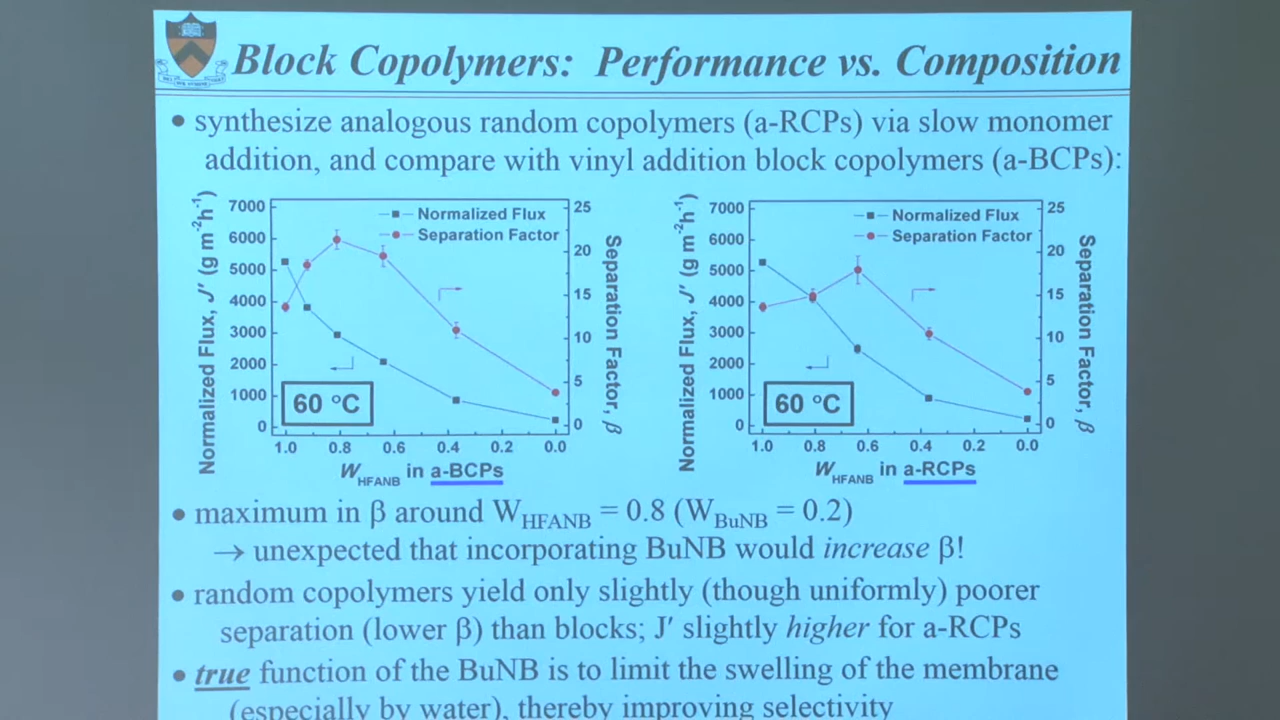 Block Copolymers: Performance vs. Composition
• synthesize analogous random copolymers (a-RCPs) via slow monomer
addition, and compare with vinyl addition block copolymers (a-BCPs):
Normalized Flux, J′ (g m⁻²h⁻¹)
7000
6000
5000
4000
3000
2000
1000
0
Normalized Flux
Separation Factor
60 °C
25
20
15
10
5
0
Separation Factor, β
1.0 0.8 0.6 0.4 0.2 0.0
W_HFANB in a-BCPs
Normalized Flux, J′ (g m⁻²h⁻¹)
7000
6000
5000
4000
3000
2000
1000
0
Normalized Flux
Separation Factor
60 °C
25
20
15
10
5
0
Separation Factor, β
1.0 0.8 0.6 0.4 0.2 0.0
W_HFANB in a-RCPs
• maximum in β around W_HFANB = 0.8 (W_BuNB = 0.2)
→ unexpected that incorporating BuNB would increase β!
• random copolymers yield only slightly (though uniformly) poorer
separation (lower β) than blocks; J′ slightly higher for a-RCPs
• true function of the BuNB is to limit the swelling of the membrane
(especially by water), thereby improving selectivity